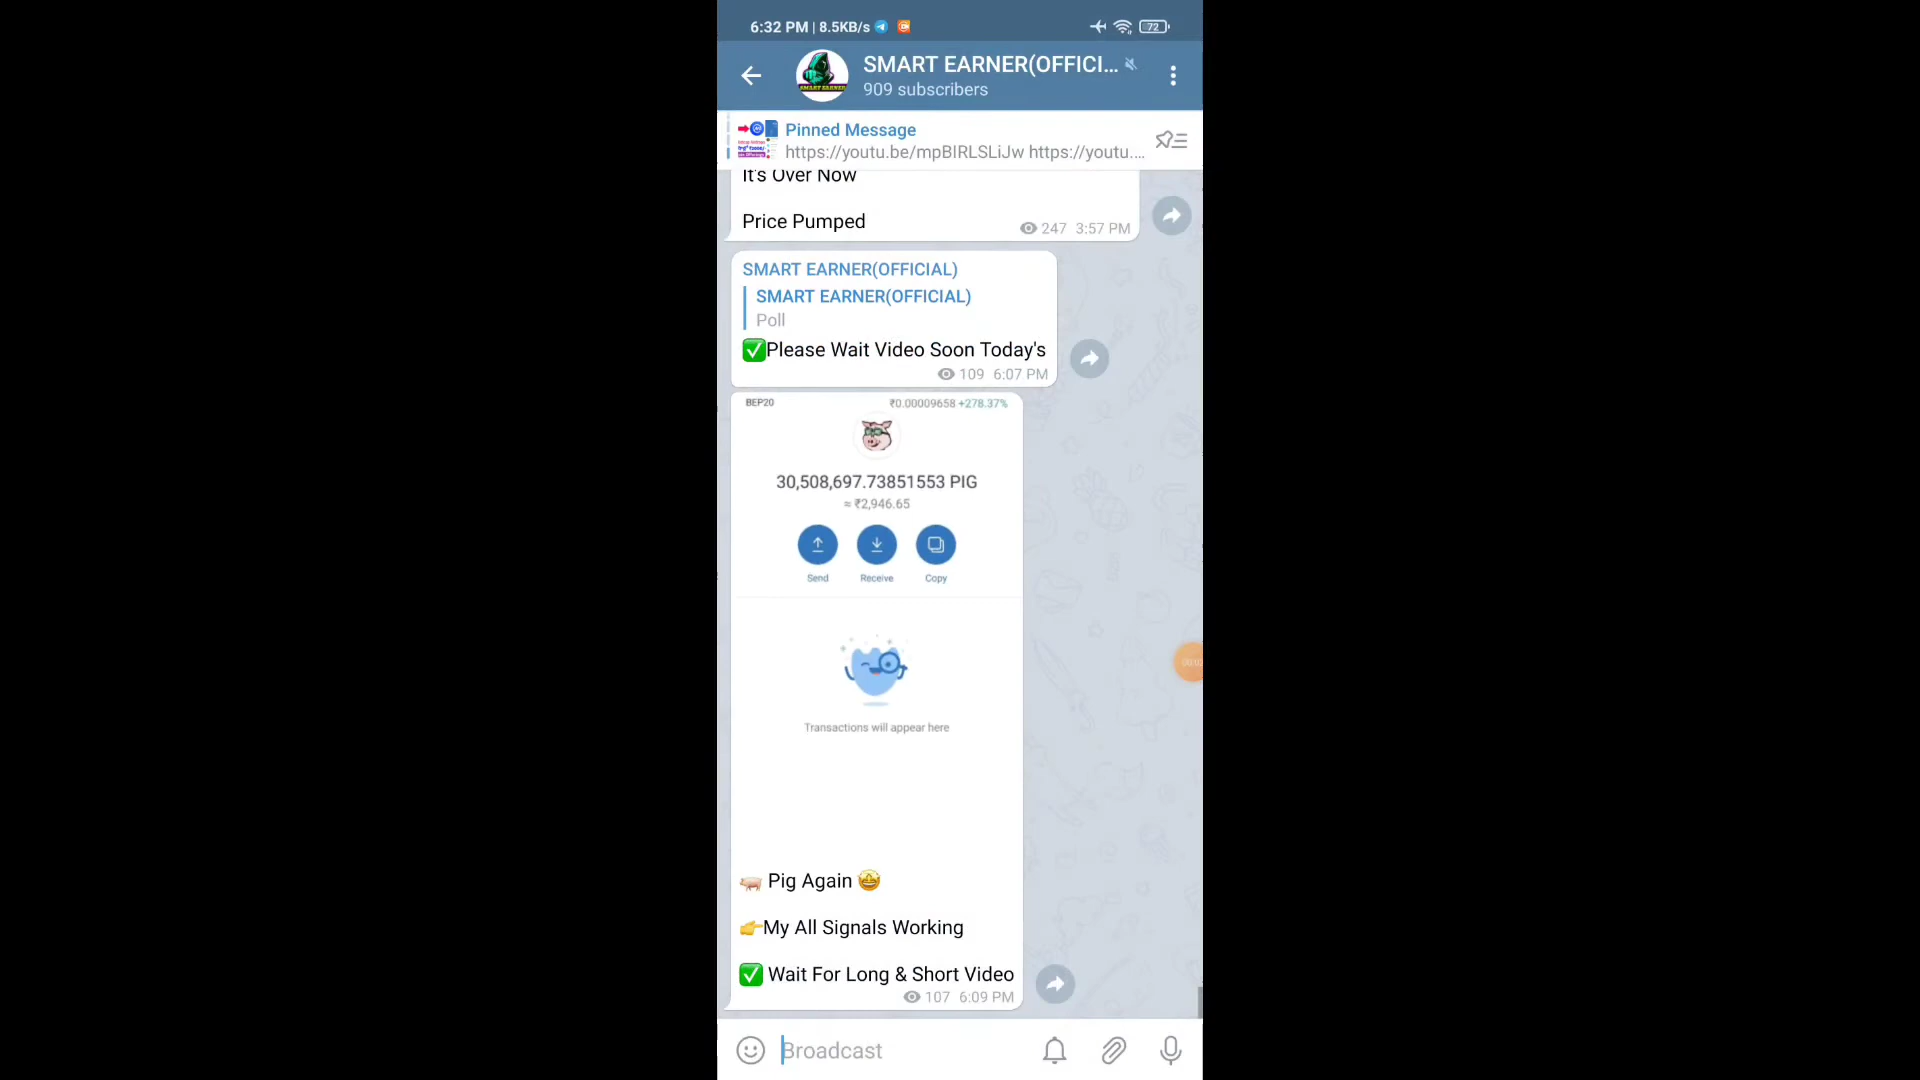 6:32 PM | 8.5KB/s
72
SMART EARNER(OFFICI...
909 subscribers
Pinned Message
https://youtu.be/mpBIRLSLiJw https://youtu....
It's Over Now
Price Pumped
247 3:57 PM
SMART EARNER(OFFICIAL)
SMART EARNER(OFFICIAL)
Poll
✅Please Wait Video Soon Today's
109 6:07 PM
BEP20
₹0.00009658 +278.37%
30,508,697.73851553 PIG
≈ ₹2,946.65
Send Receive Copy
Transactions will appear here
🐖 Pig Again 🤩
👉My All Signals Working
✅ Wait For Long & Short Video
107 6:09 PM
Broadcast